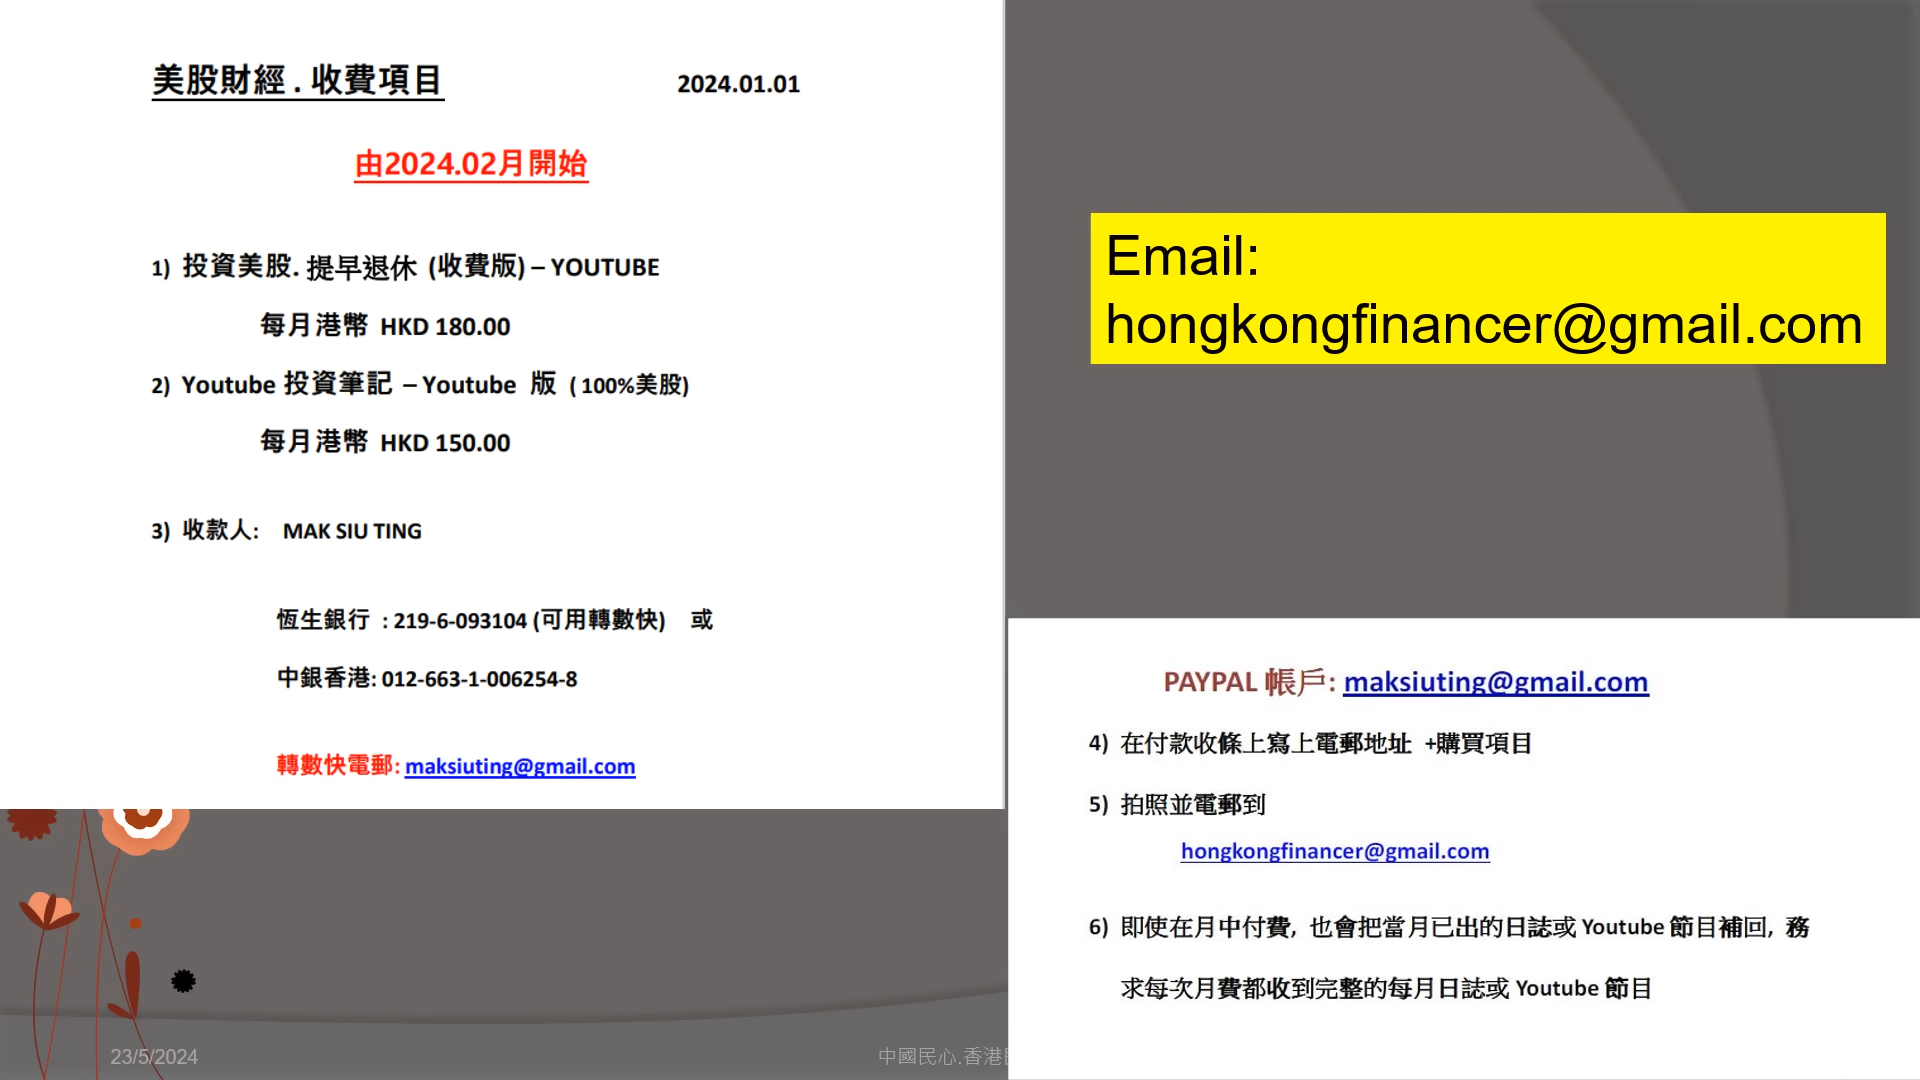 美股財經 . 收費項目 2024.01.01
由2024.02月開始
1) 投資美股. 提早退休 (收費版) – YOUTUBE
每月港幣 HKD 180.00
2) Youtube 投資筆記 – Youtube 版 ( 100%美股)
每月港幣 HKD 150.00
3) 收款人: MAK SIU TING
恆生銀行 : 219-6-093104 (可用轉數快) 或
中銀香港: 012-663-1-006254-8
轉數快電郵: maksiuting@gmail.com
Email:
hongkongfinancer@gmail.com
PAYPAL 帳戶: maksiuting@gmail.com
4) 在付款收條上寫上電郵地址 +購買項目
5) 拍照並電郵到
hongkongfinancer@gmail.com
6) 即使在月中付費, 也會把當月已出的日誌或 Youtube 節目補回, 務
求每次月費都收到完整的每月日誌或 Youtube 節目
23/5/2024
中國民心.香港